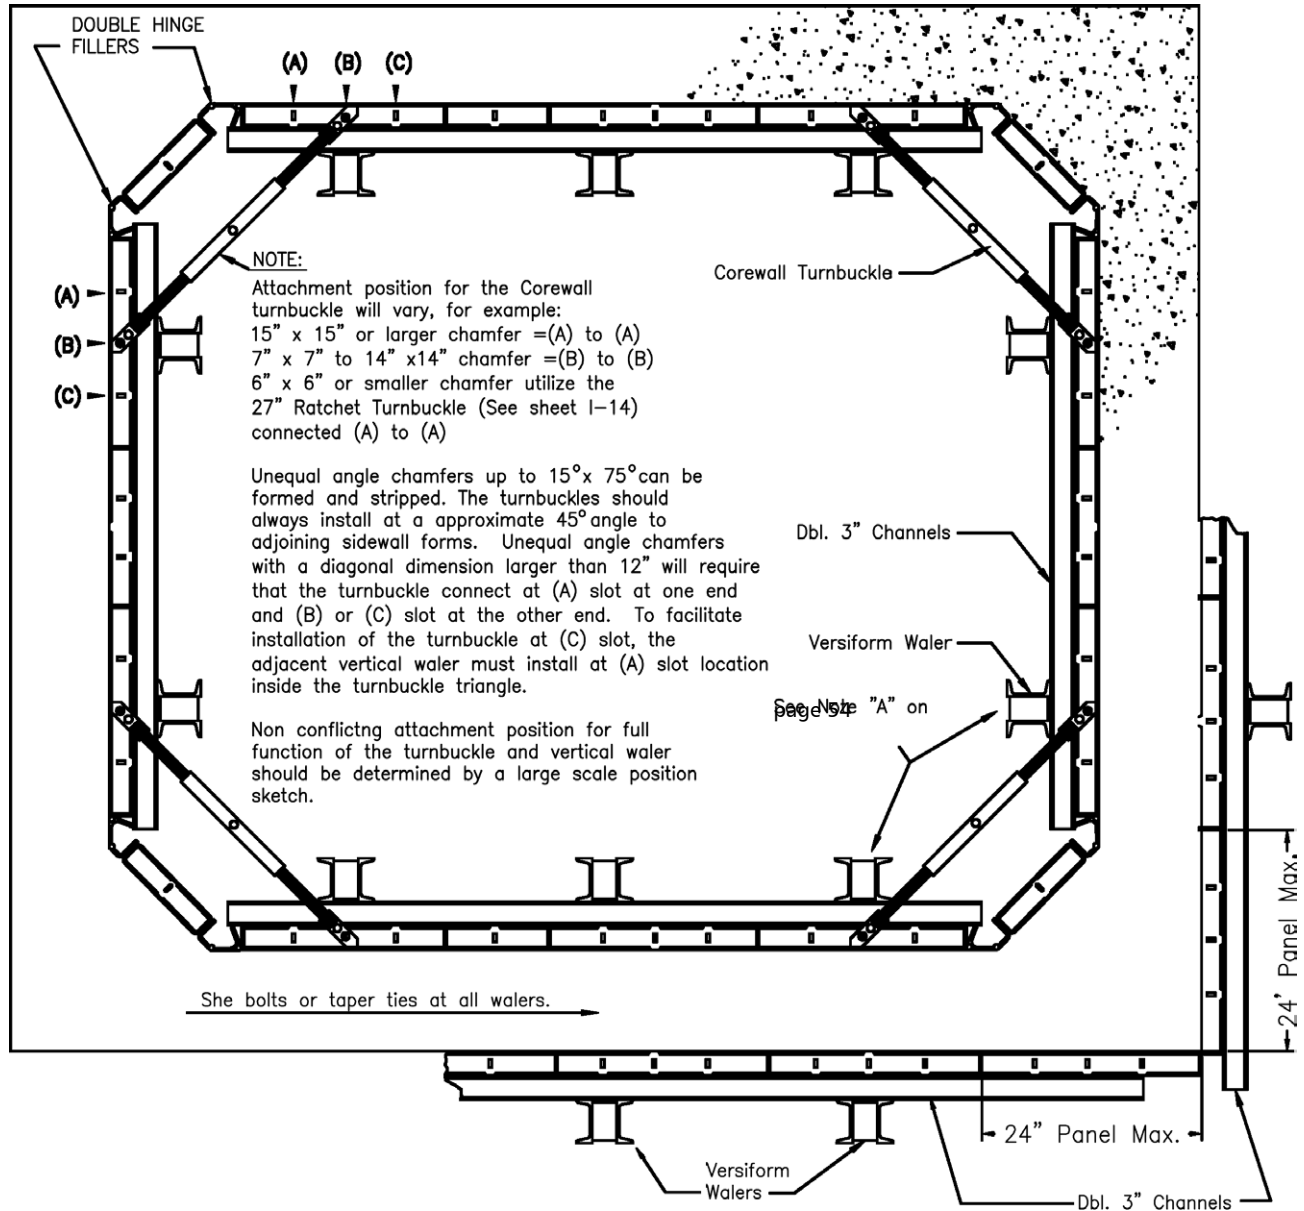 DOUBLE HINGE
FILLERS
(A)
(B)
(C)
NOTE:
Attachment position for the Corewall
turnbuckle will vary, for example:
15" x 15" or larger chamfer =(A) to (A)
7" x 7" to 14" x14" chamfer =(B) to (B)
6" x 6" or smaller chamfer utilize the
27" Ratchet Turnbuckle (See sheet I-14)
connected (A) to (A)
Corewall Turnbuckle
(A)
(B)
(C)
Unequal angle chamfers up to 15°x 75°can be
formed and stripped. The turnbuckles should
always install at a approximate 45°angle to
adjoining sidewall forms. Unequal angle chamfers
with a diagonal dimension larger than 12" will require
that the turnbuckle connect at (A) slot at one end
and (B) or (C) slot at the other end. To facilitate
installation of the turnbuckle at (C) slot, the
adjacent vertical waler must install at (A) slot location
inside the turnbuckle triangle.
Dbl. 3" Channels
Versiform Waler
See Note "A" on
page 54
Non conflictng attachment position for full
function of the turnbuckle and vertical waler
should be determined by a large scale position
sketch.
She bolts or taper ties at all walers.
24' Panel Max.
24" Panel Max.
Versiform
Walers
Dbl. 3" Channels